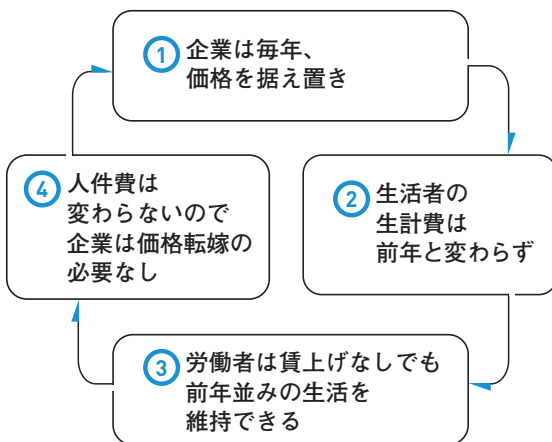 1 企業は毎年、
価格を据え置き
2 生活者の
生計費は
前年と変わらず
3 労働者は賃上げなしでも
前年並みの生活を
維持できる
4 人件費は
変わらないので
企業は価格転嫁の
必要なし